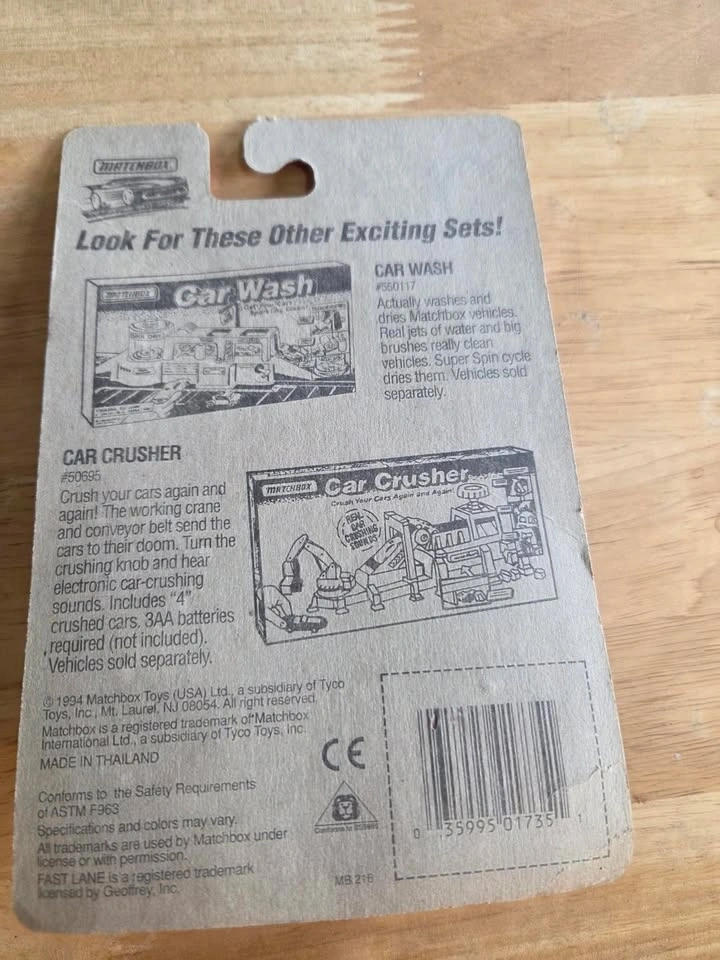 MATCHBOX
Look For These Other Exciting Sets!
MATCHBOX
Car Wash
CAR WASH
#550117
Actually washes and
dries Matchbox vehicles.
Real jets of water and big
brushes really clean
vehicles. Super Spin cycle
dries them. Vehicles sold
separately.
CAR CRUSHER
#50695
Crush your cars again and
again! The working crane
and conveyor belt send the
cars to their doom. Turn the
crushing knob and hear
electronic car-crushing
sounds. Includes "4"
crushed cars. 3AA batteries
required (not included).
Vehicles sold separately.
MATCHBOX
Car Crusher
Crush Your Cars Again and Again!
REAL
CAR
CRUSHING
SOUNDS!
© 1994 Matchbox Toys (USA) Ltd., a subsidiary of Tyco
Toys, Inc., Mt. Laurel, NJ 08054. All right reserved.
Matchbox is a registered trademark of Matchbox
International Ltd., a subsidiary of Tyco Toys, Inc.
MADE IN THAILAND
CE
Conforms to the Safety Requirements
of ASTM F963
Specifications and colors may vary.
All trademarks are used by Matchbox under
license or with permission.
FAST LANE is a registered trademark
licensed by Geoffrey, Inc.
Conforms to
MB 216
0 35995 01735 1